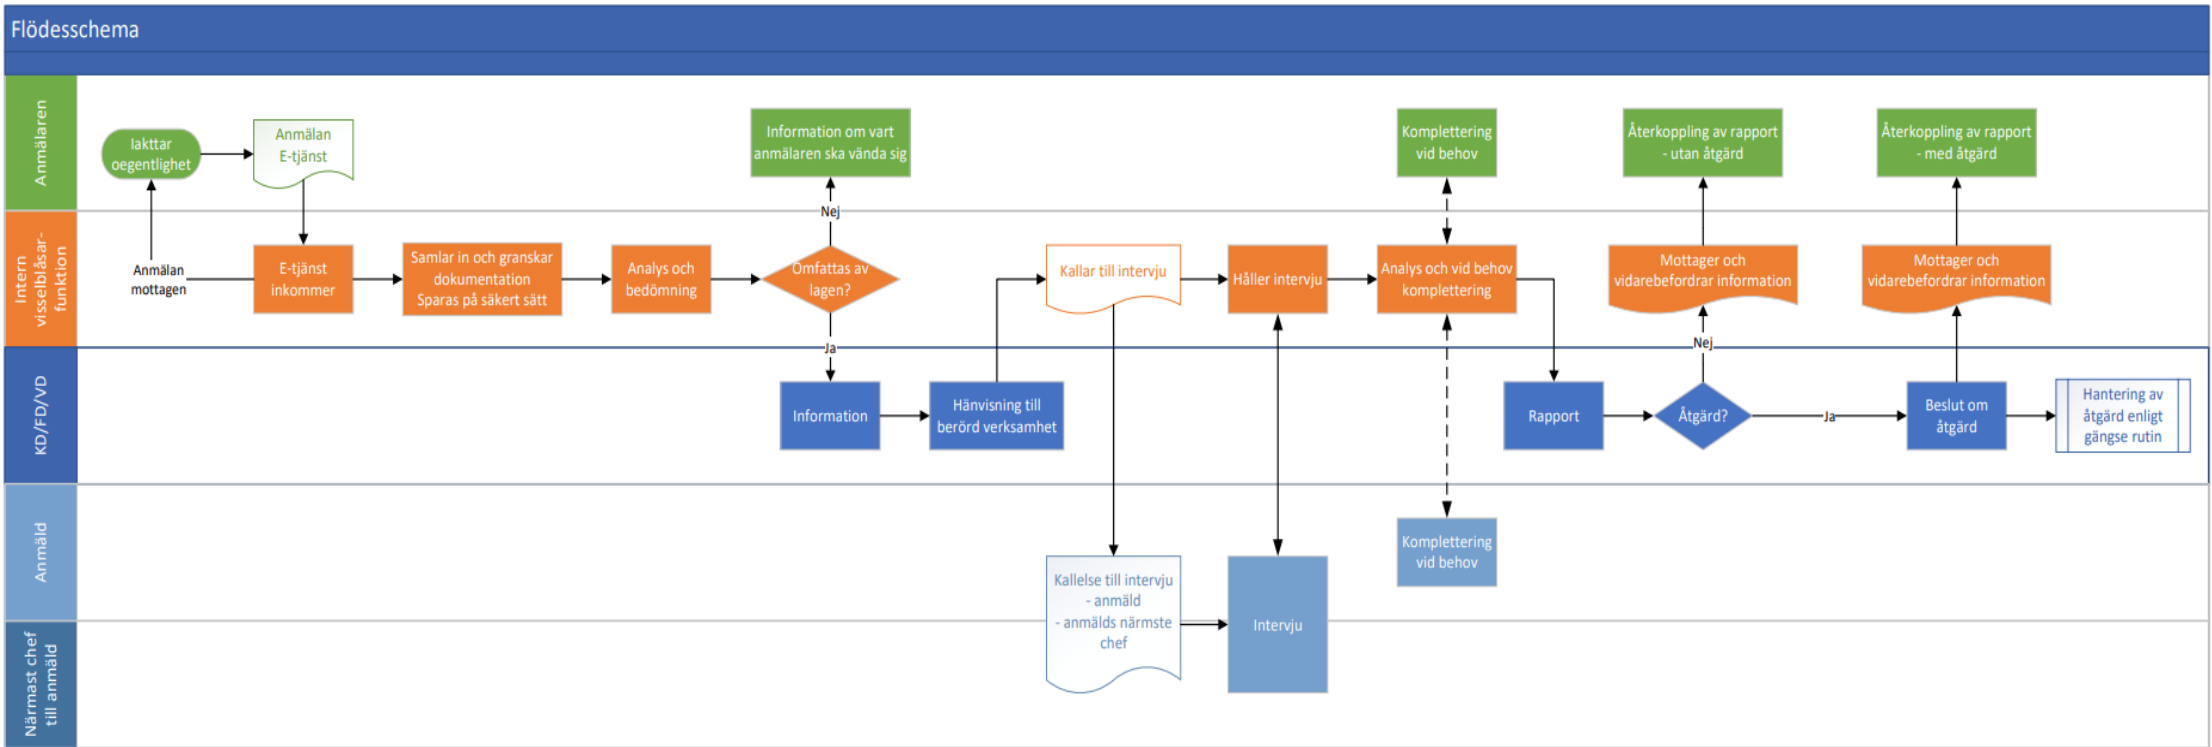 Flödesschema
Anmälaren
Iakttar
oegentlighet
Anmälan
E-tjänst
Information om vart
anmälaren ska vända sig
Komplettering
vid behov
Återkoppling av rapport
- utan åtgärd
Återkoppling av rapport
- med åtgärd
Nej
Intern
visselblåsar-
funktion
Anmälan
mottagen
E-tjänst
inkommer
Samlar in och granskar
dokumentation
Sparas på säkert sätt
Analys och
bedömning
Omfattas av
lagen?
Kallar till intervju
Håller intervju
Analys och vid behov
komplettering
Mottager och
vidarebefordrar information
Mottager och
vidarebefordrar information
Ja
Nej
KD/FD/VD
Information
Hänvisning till
berörd verksamhet
Rapport
Åtgärd?
Ja
Beslut om
åtgärd
Hantering av
åtgärd enligt
gängse rutin
Anmäld
Komplettering
vid behov
Kallelse till intervju
- anmäld
- anmälds närmste
chef
Intervju
Närmast chef
till anmäld